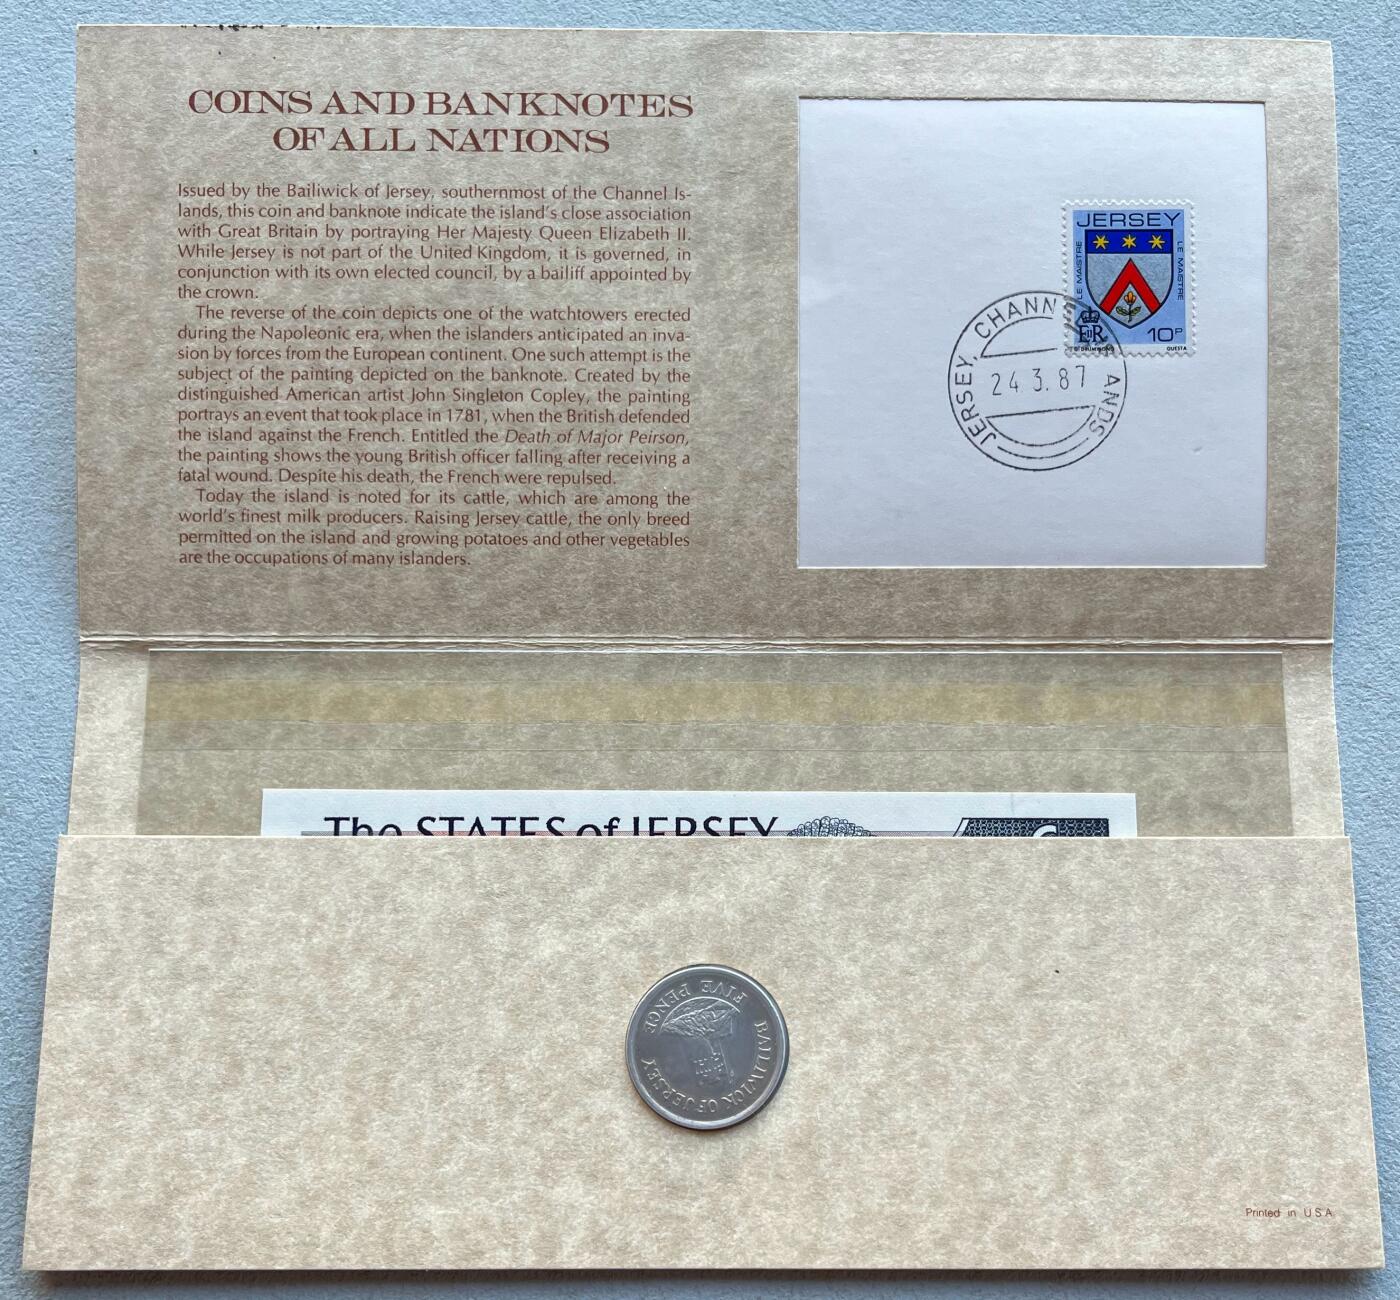 COINS AND BANKNOTES
OF ALL NATIONS
Issued by the Bailiwick of Jersey, southernmost of the Channel Is-
lands, this coin and banknote indicate the island's close association
with Great Britain by portraying Her Majesty Queen Elizabeth II.
While Jersey is not part of the United Kingdom, it is governed, in
conjunction with its own elected council, by a bailiff appointed by
the crown.
The reverse of the coin depicts one of the watchtowers erected
during the Napoleonic era, when the islanders anticipated an inva-
sion by forces from the European continent. One such attempt is the
subject of the painting depicted on the banknote. Created by the
distinguished American artist John Singleton Copley, the painting
portrays an event that took place in 1781, when the British defended
the island against the French. Entitled the Death of Major Peirson,
the painting shows the young British officer falling after receiving a
fatal wound. Despite his death, the French were repulsed.
Today the island is noted for its cattle, which are among the
world's finest milk producers. Raising Jersey cattle, the only breed
permitted on the island and growing potatoes and other vegetables
are the occupations of many islanders.
JERSEY
LE MAISTRE
LE MAISTRE
EIIR
10P
G. DRUMMOND
QUESTA
JERSEY, CHANN ANDS
24 3.87
The STATES of JERSEY
BAILIWICK OF JERSEY
FIVE PENCE
Printed in U S A